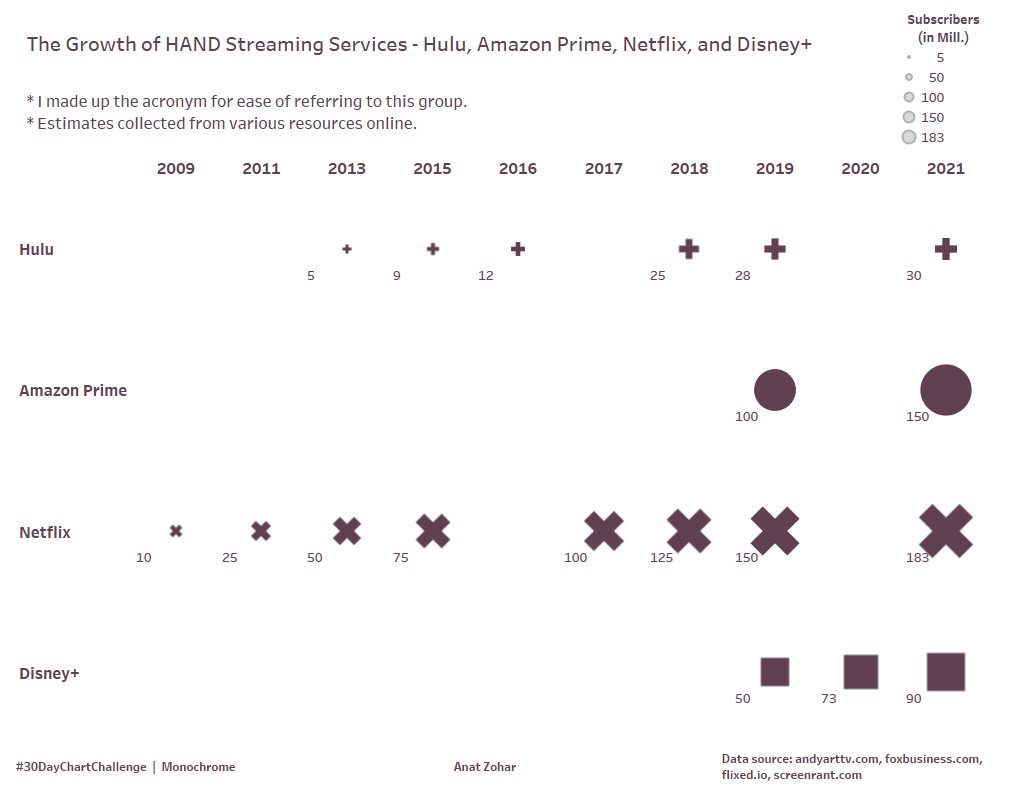 The Growth of HAND Streaming Services - Hulu, Amazon Prime, Netflix, and Disney+
* I made up the acronym for ease of referring to this group.
* Estimates collected from various resources online.
Subscribers
(in Mill.)
5
50
100
150
183
2009 2011 2013 2015 2016 2017 2018 2019 2020 2021
Hulu
5 9 12 25 28 30
Amazon Prime
100 150
Netflix
10 25 50 75 100 125 150 183
Disney+
50 73 90
#30DayChartChallenge | Monochrome
Anat Zohar
Data source: andyarttv.com, foxbusiness.com,
flixed.io, screenrant.com